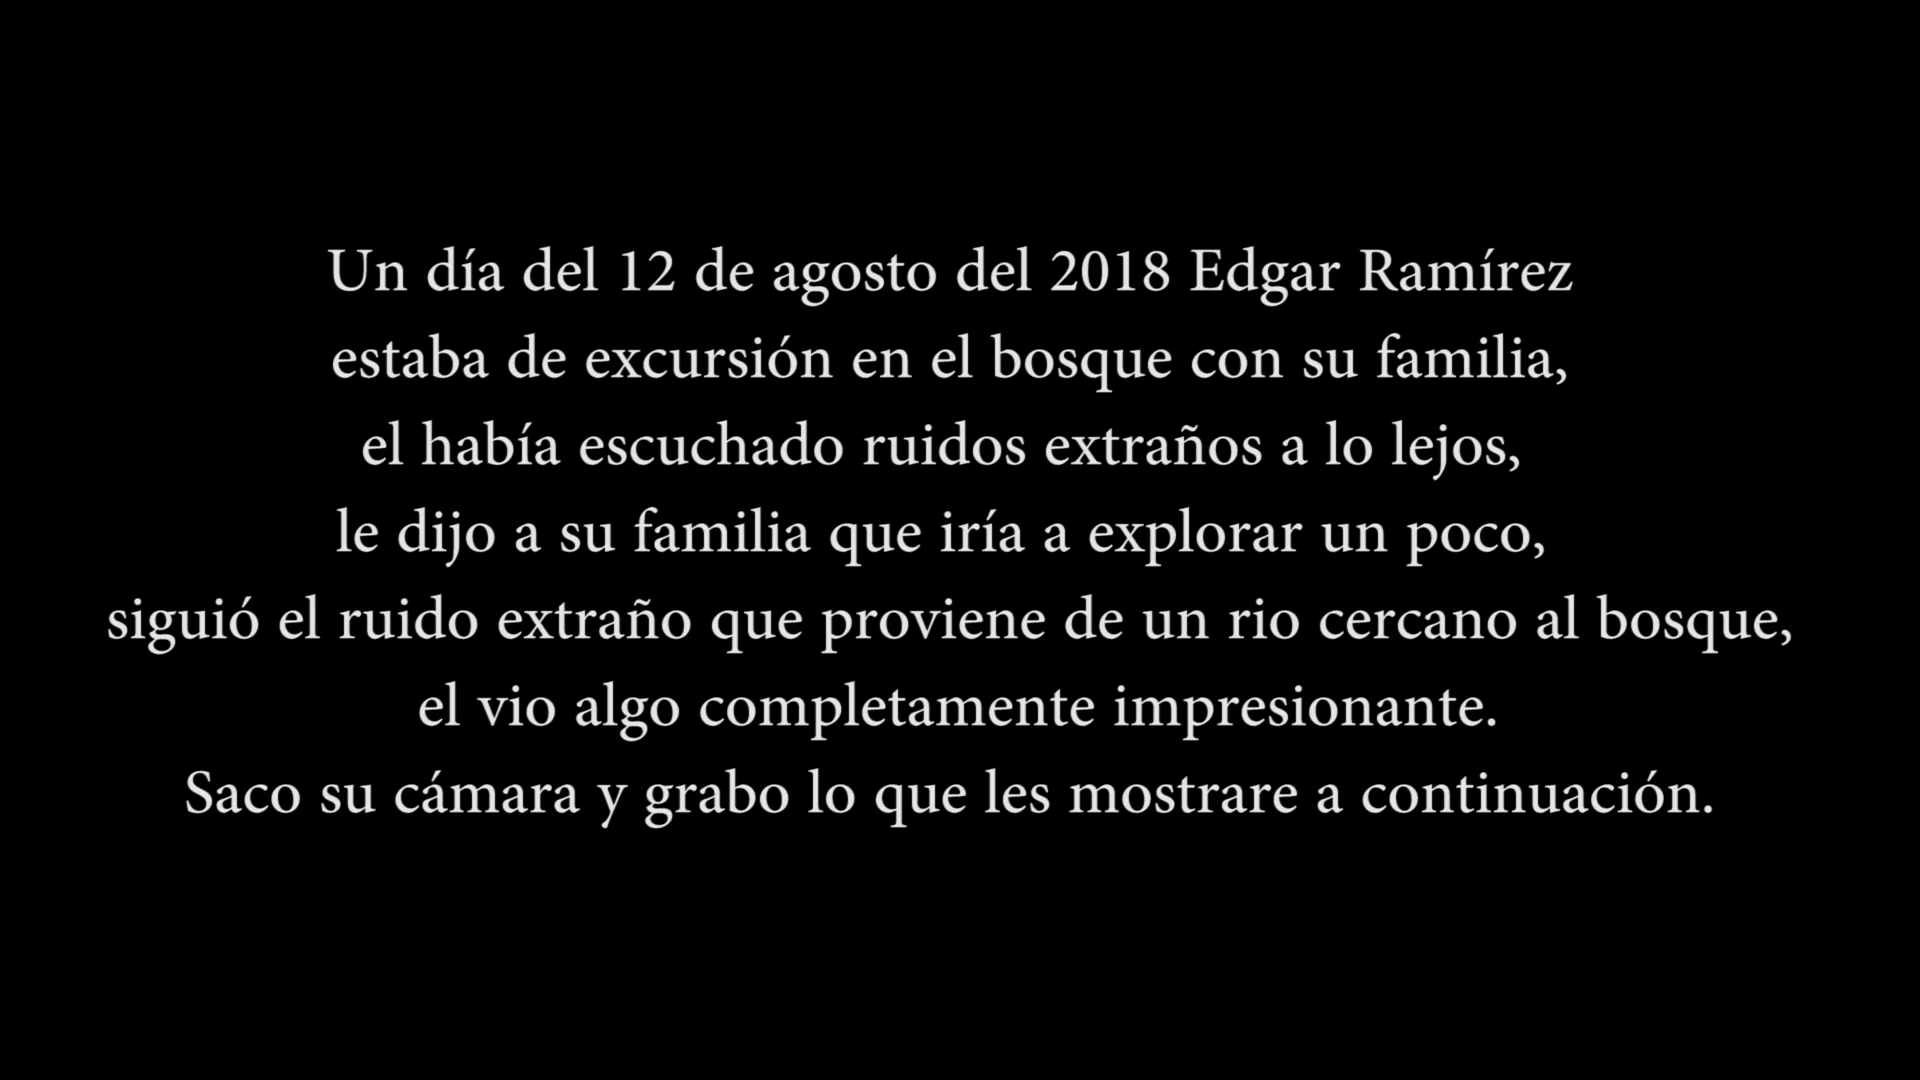 Un día del 12 de agosto del 2018 Edgar Ramírez
estaba de excursión en el bosque con su familia,
el había escuchado ruidos extraños a lo lejos,
le dijo a su familia que iría a explorar un poco,
siguió el ruido extraño que proviene de un rio cercano al bosque,
el vio algo completamente impresionante.
Saco su cámara y grabo lo que les mostrare a continuación.